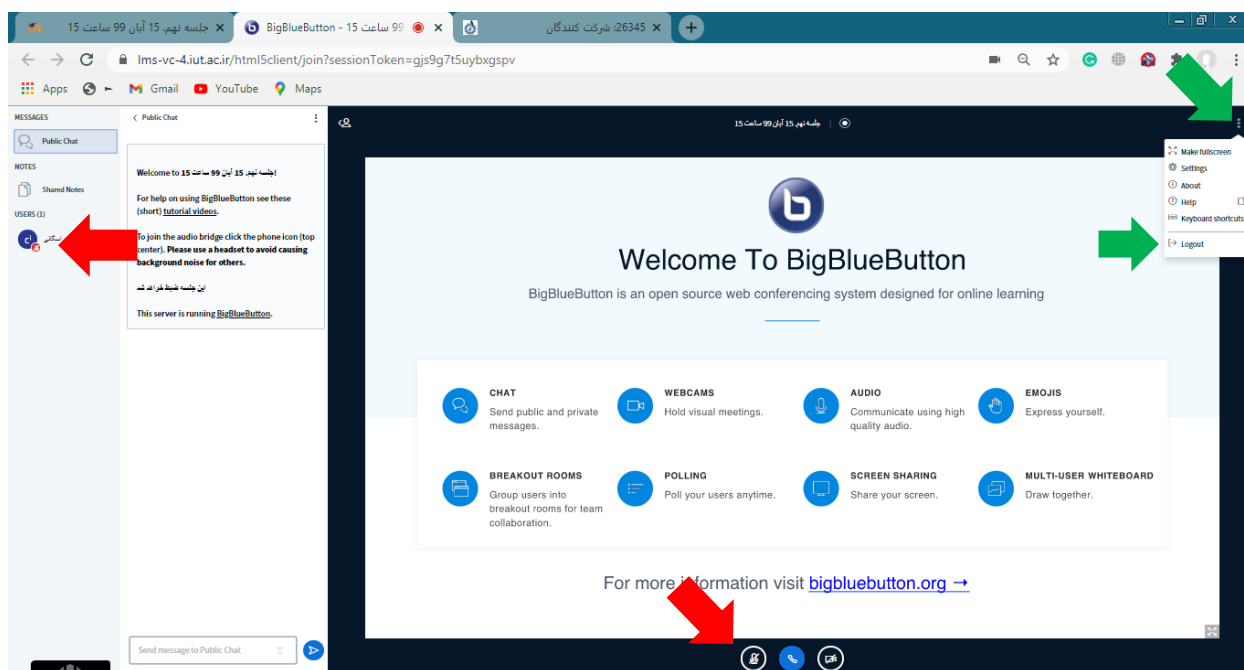 جلسه نهم، 15 آبان 99 ساعت 15
BigBlueButton - 15 ساعت 99
26345: شرکت کنندگان
lms-vc-4.iut.ac.ir/html5client/join?sessionToken=gjs9g7t5uybxgspv
Apps
Gmail
YouTube
Maps
MESSAGES
Public Chat
NOTES
Shared Notes
USERS (1)
اج
Public Chat
Welcome to جلسه نهم، 15 آبان 99 ساعت 15!
For help on using BigBlueButton see these
(short) tutorial videos.
To join the audio bridge click the phone icon (top
center). Please use a headset to avoid causing
background noise for others.
این جلسه ضبط خواهد شد
This server is running BigBlueButton.
Send message to Public Chat
جلسه نهم، 15 آبان 99 ساعت 15
Make fullscreen
Settings
About
Help
Keyboard shortcuts
Logout
b
Welcome To BigBlueButton
BigBlueButton is an open source web conferencing system designed for online learning
CHAT
Send public and private
messages.
WEBCAMS
Hold visual meetings.
AUDIO
Communicate using high
quality audio.
EMOJIS
Express yourself.
BREAKOUT ROOMS
Group users into
breakout rooms for team
collaboration.
POLLING
Poll your users anytime.
SCREEN SHARING
Share your screen.
MULTI-USER WHITEBOARD
Draw together.
For more information visit bigbluebutton.org →